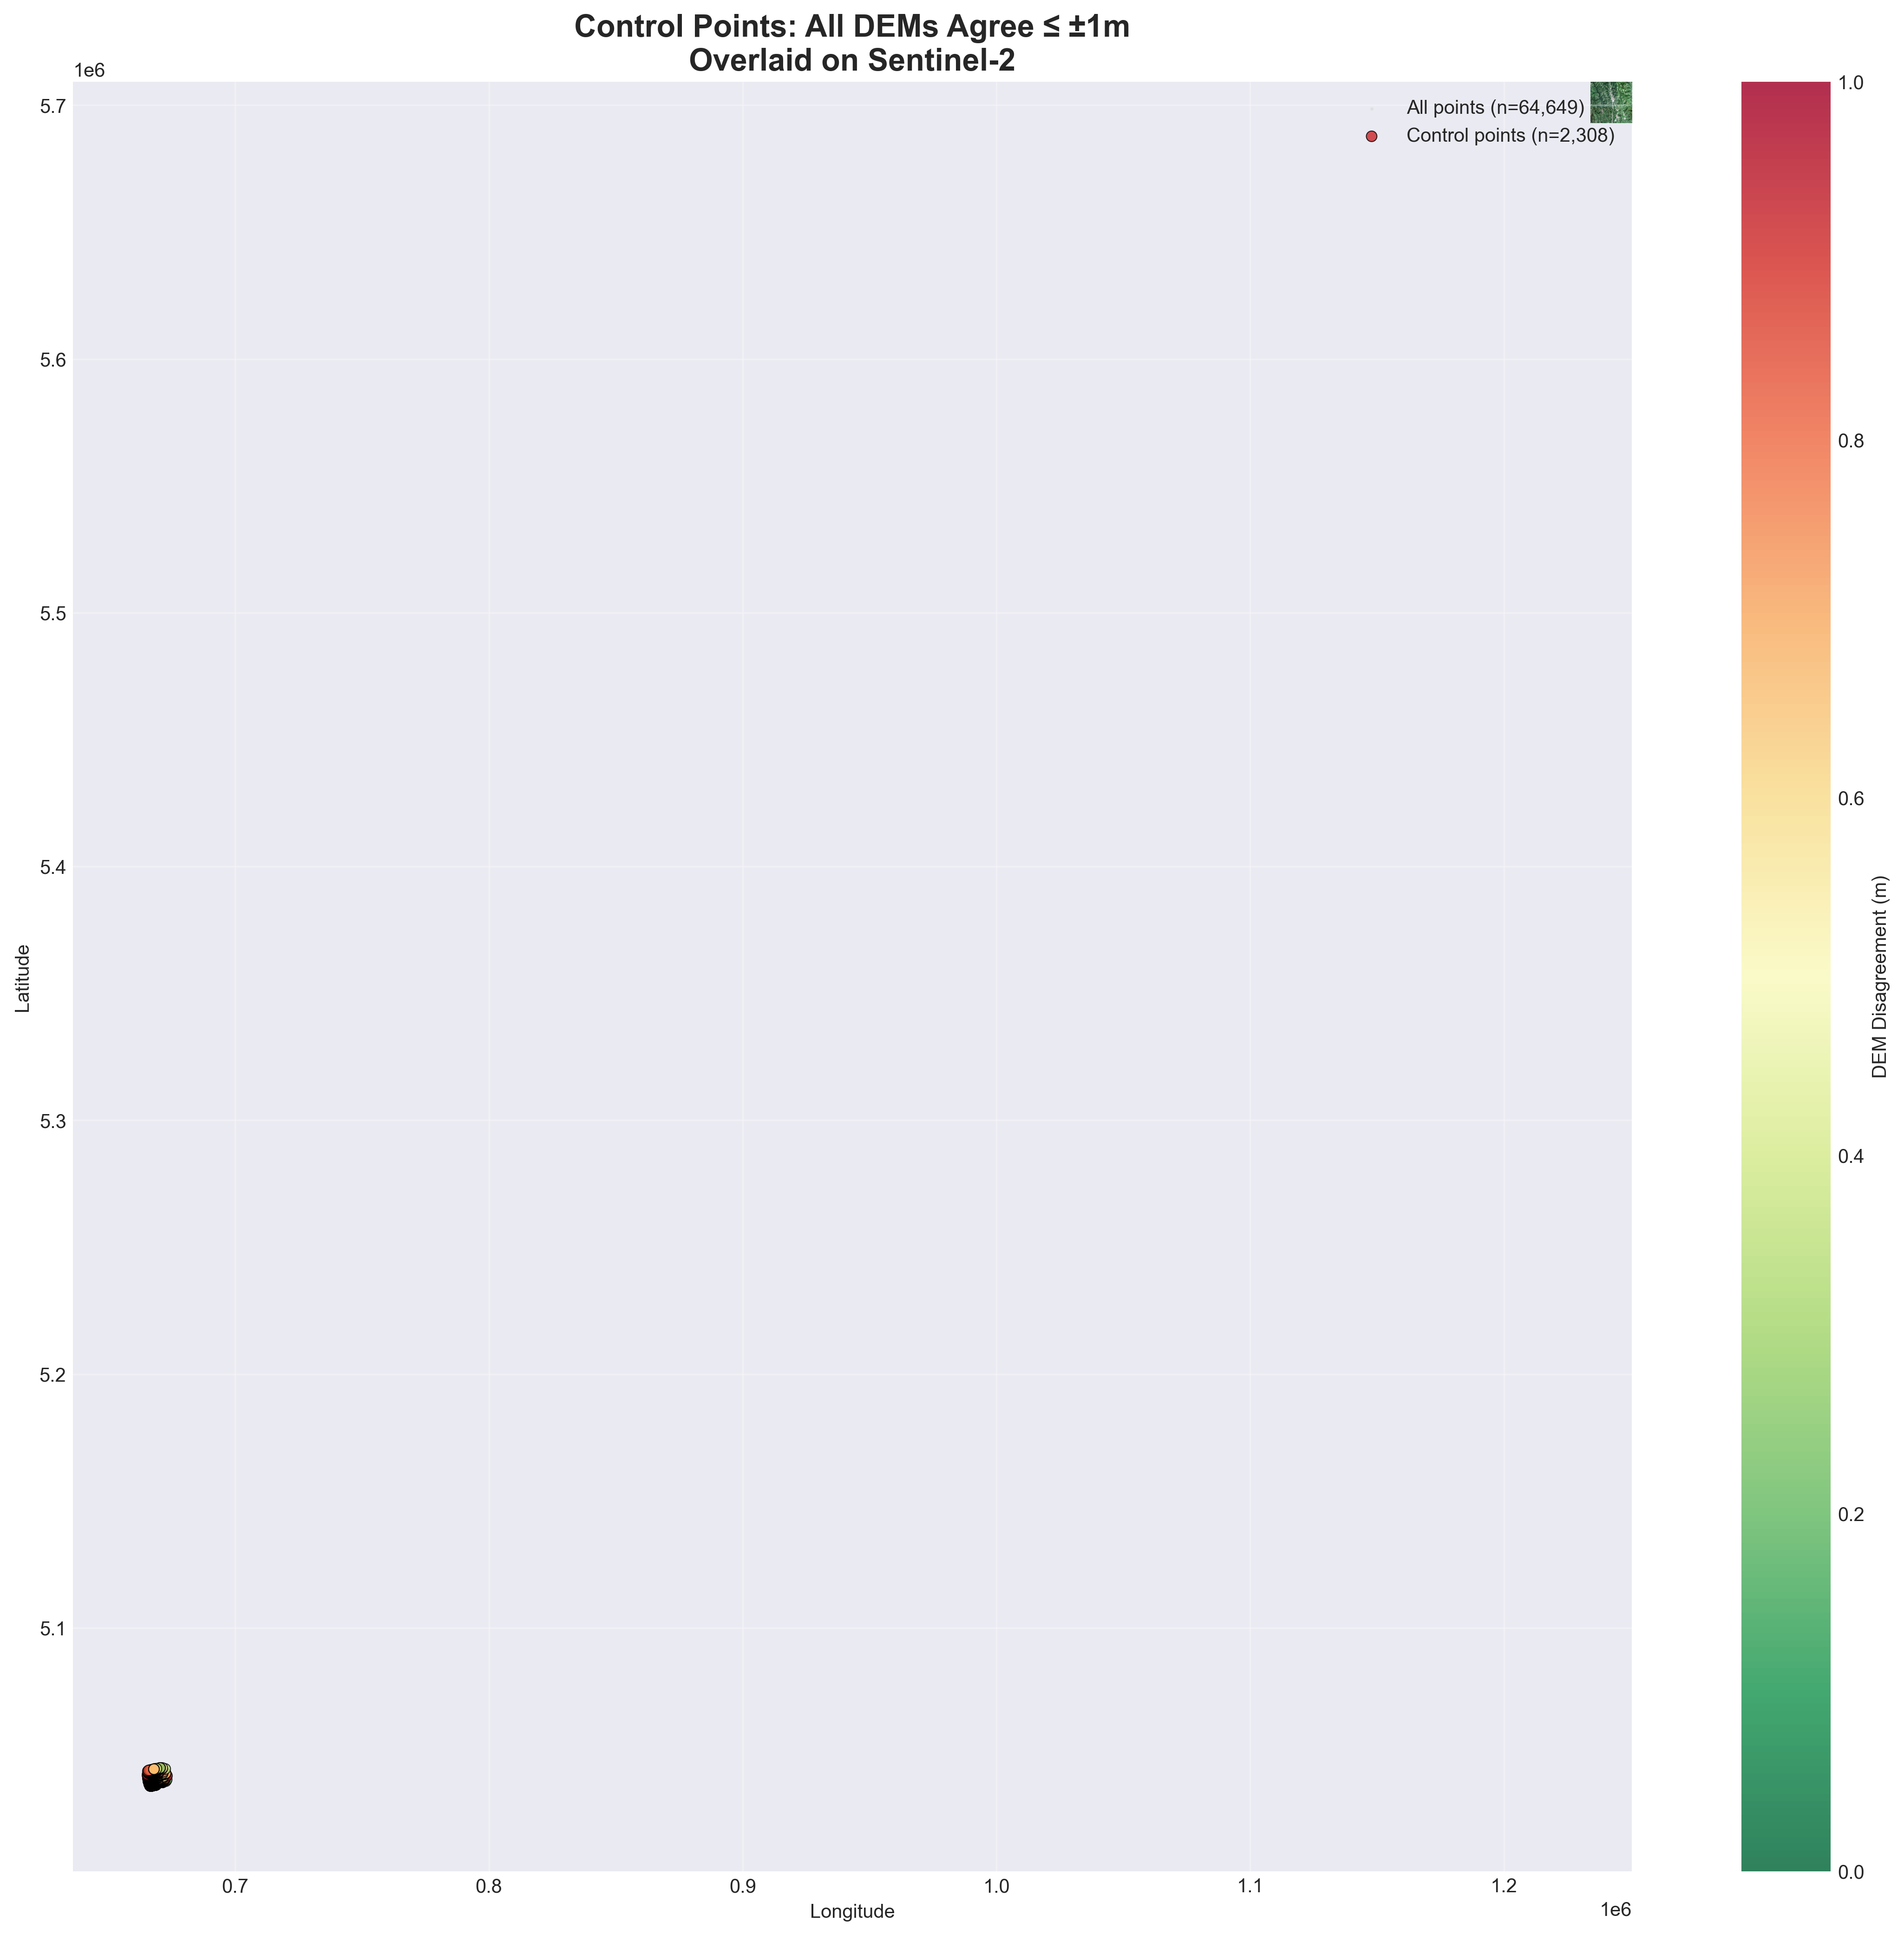 Control Points: All DEMs Agree ≤ ±1m
Overlaid on Sentinel-2
1e6
All points (n=64,649)
Control points (n=2,308)
5.7
5.6
5.5
5.4
5.3
5.2
5.1
Latitude
0.7
0.8
0.9
1.0
1.1
1.2
1e6
Longitude
1.0
0.8
0.6
0.4
0.2
0.0
DEM Disagreement (m)